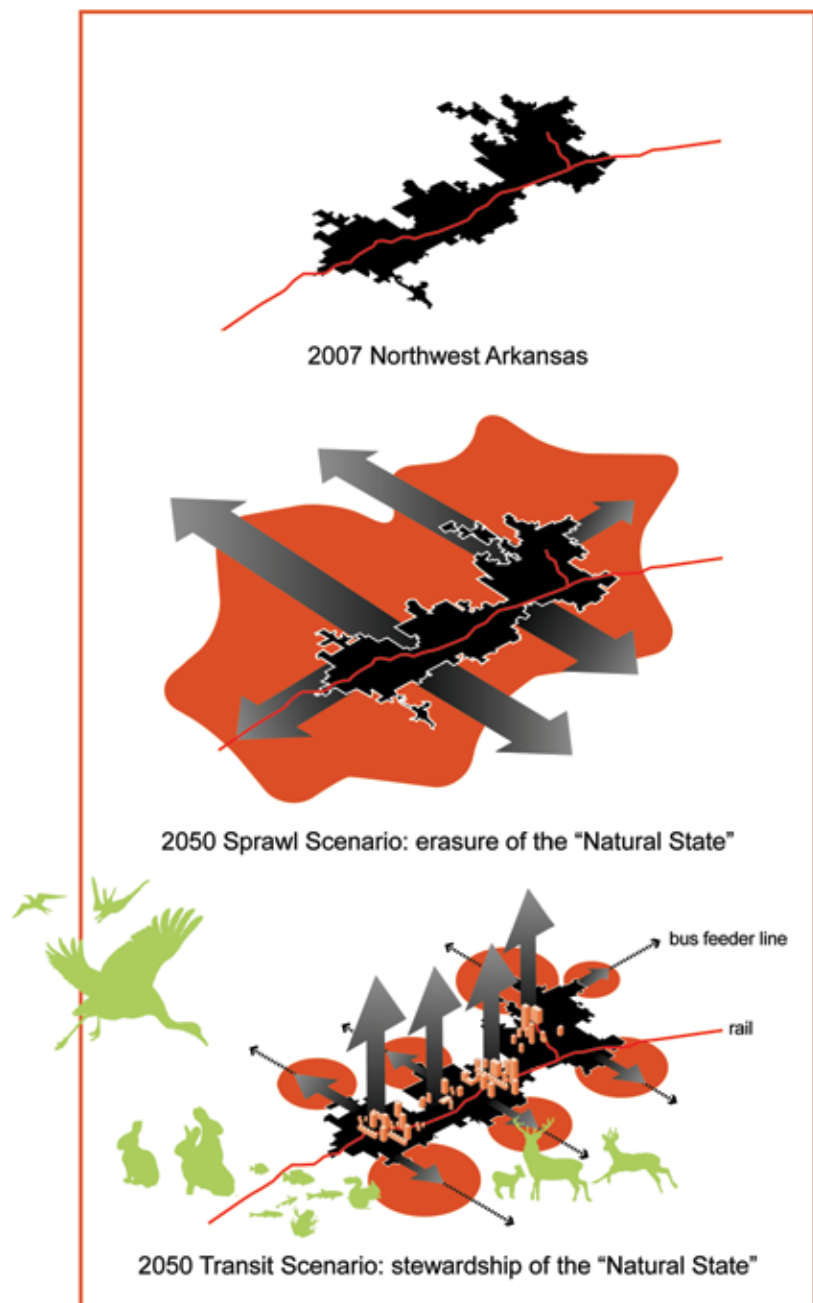 2007 Northwest Arkansas
2050 Sprawl Scenario: erasure of the “Natural State”
bus feeder line
rail
2050 Transit Scenario: stewardship of the “Natural State”